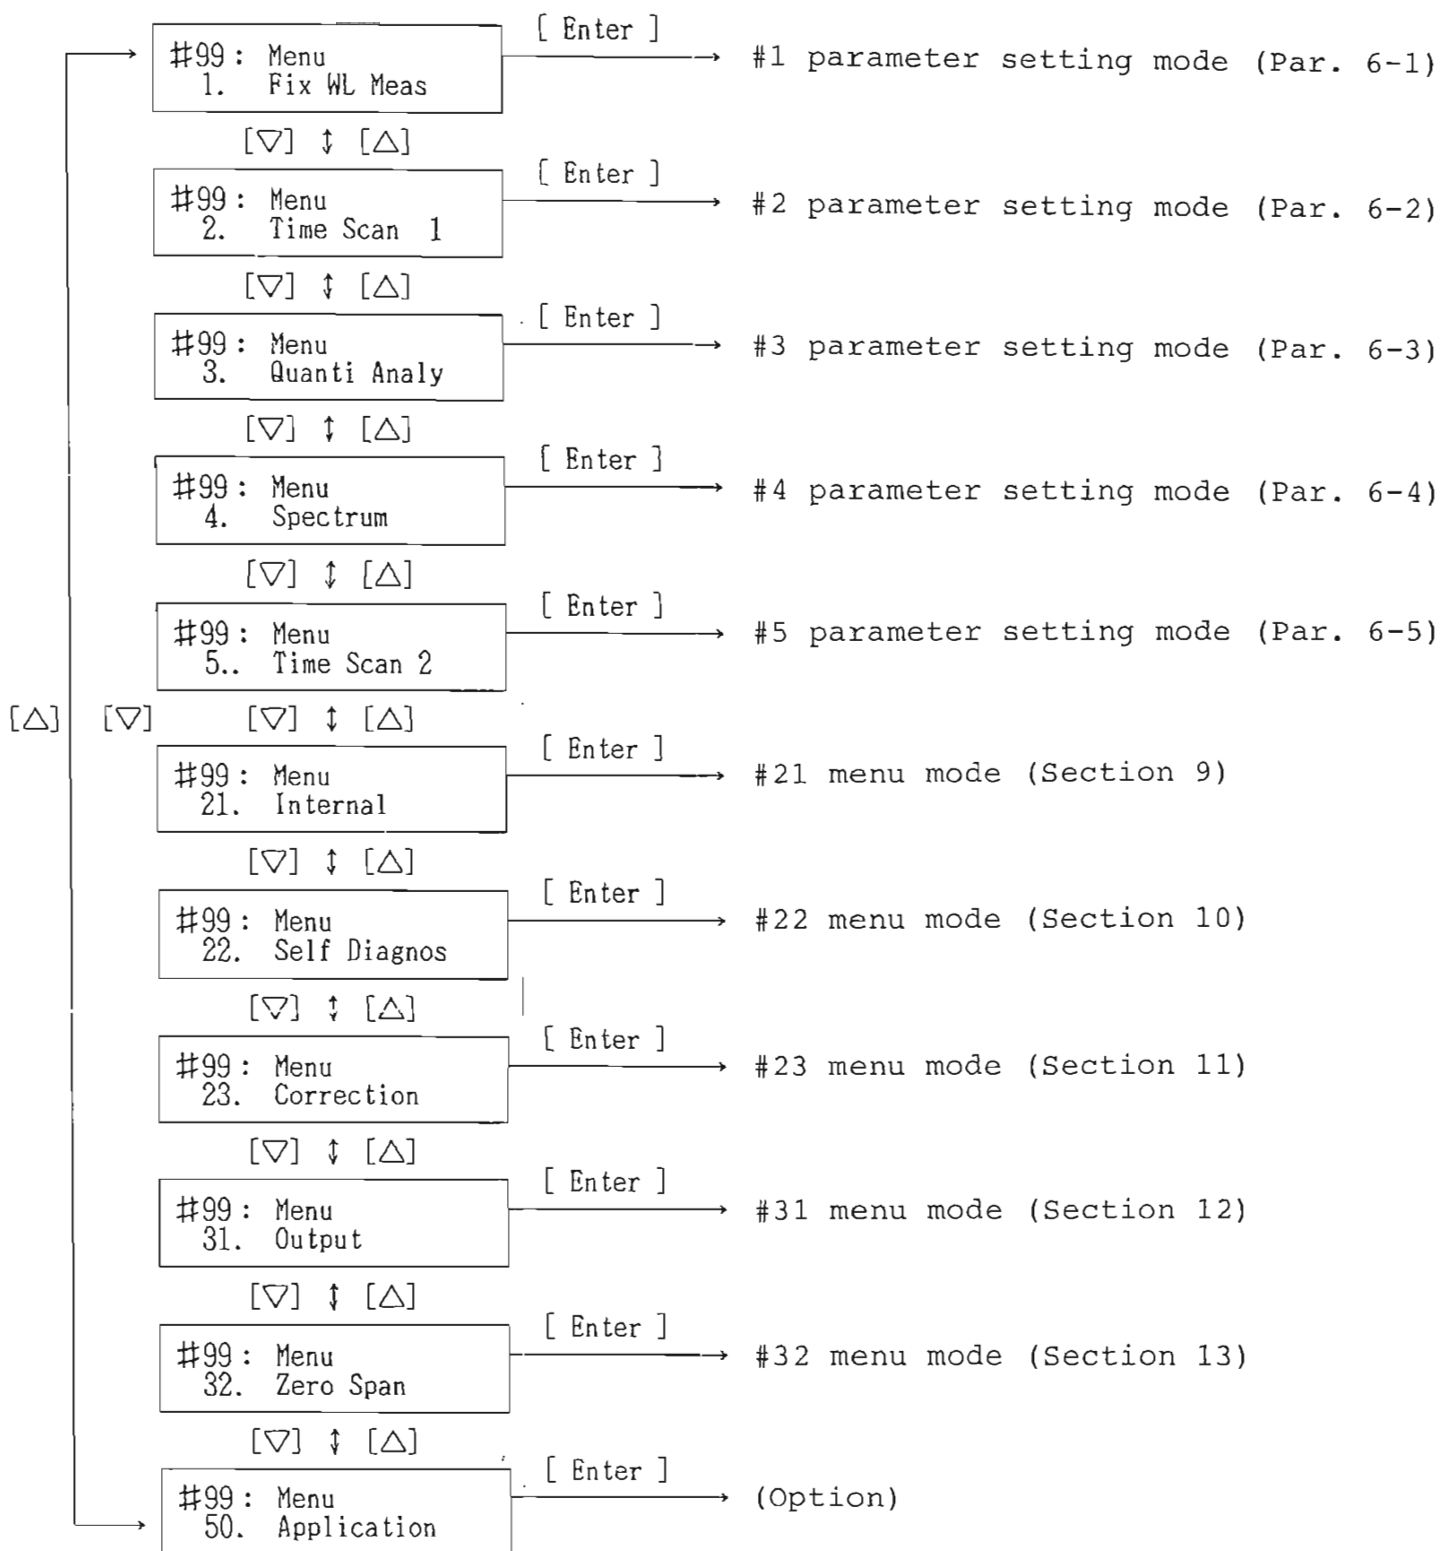 [ Enter ]
#99: Menu
1. Fix WL Meas
#1 parameter setting mode (Par. 6-1)
[▽] ↕ [△]
[ Enter ]
#99: Menu
2. Time Scan 1
#2 parameter setting mode (Par. 6-2)
[▽] ↕ [△]
[ Enter ]
#99: Menu
3. Quanti Analy
#3 parameter setting mode (Par. 6-3)
[▽] ↕ [△]
[ Enter ]
#99: Menu
4. Spectrum
#4 parameter setting mode (Par. 6-4)
[▽] ↕ [△]
[ Enter ]
#99: Menu
5.. Time Scan 2
#5 parameter setting mode (Par. 6-5)
[△] [▽] [▽] ↕ [△]
[ Enter ]
#99: Menu
21. Internal
#21 menu mode (Section 9)
[▽] ↕ [△]
[ Enter ]
#99: Menu
22. Self Diagnos
#22 menu mode (Section 10)
[▽] ↕ [△]
[ Enter ]
#99: Menu
23. Correction
#23 menu mode (Section 11)
[▽] ↕ [△]
[ Enter ]
#99: Menu
31. Output
#31 menu mode (Section 12)
[▽] ↕ [△]
[ Enter ]
#99: Menu
32. Zero Span
#32 menu mode (Section 13)
[▽] ↕ [△]
[ Enter ]
#99: Menu
50. Application
(Option)